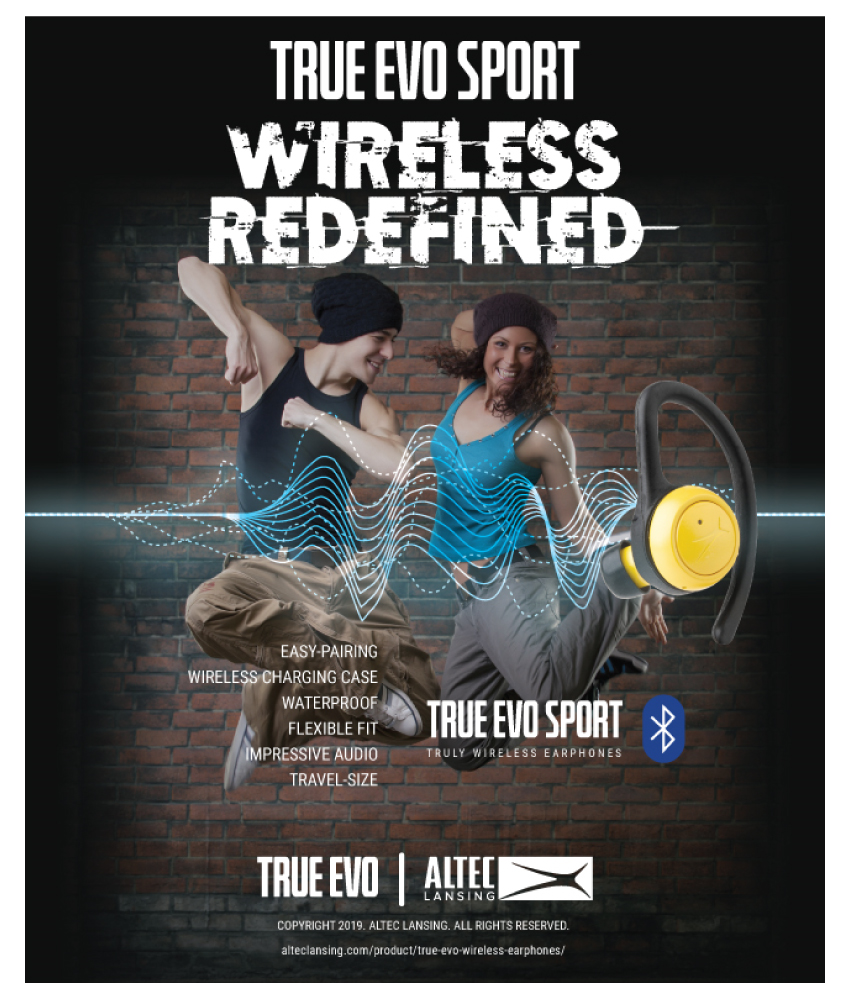 TRUE EVO SPORT
WIRELESS
REDEFINED
EASY-PAIRING
WIRELESS CHARGING CASE
WATERPROOF
FLEXIBLE FIT
IMPRESSIVE AUDIO
TRAVEL-SIZE
TRUE EVO SPORT
TRULY WIRELESS EARPHONES
TRUE EVO | ALTEC
LANSING
COPYRIGHT 2019. ALTEC LANSING. ALL RIGHTS RESERVED.
alteclansing.com/product/true-evo-wireless-earphones/